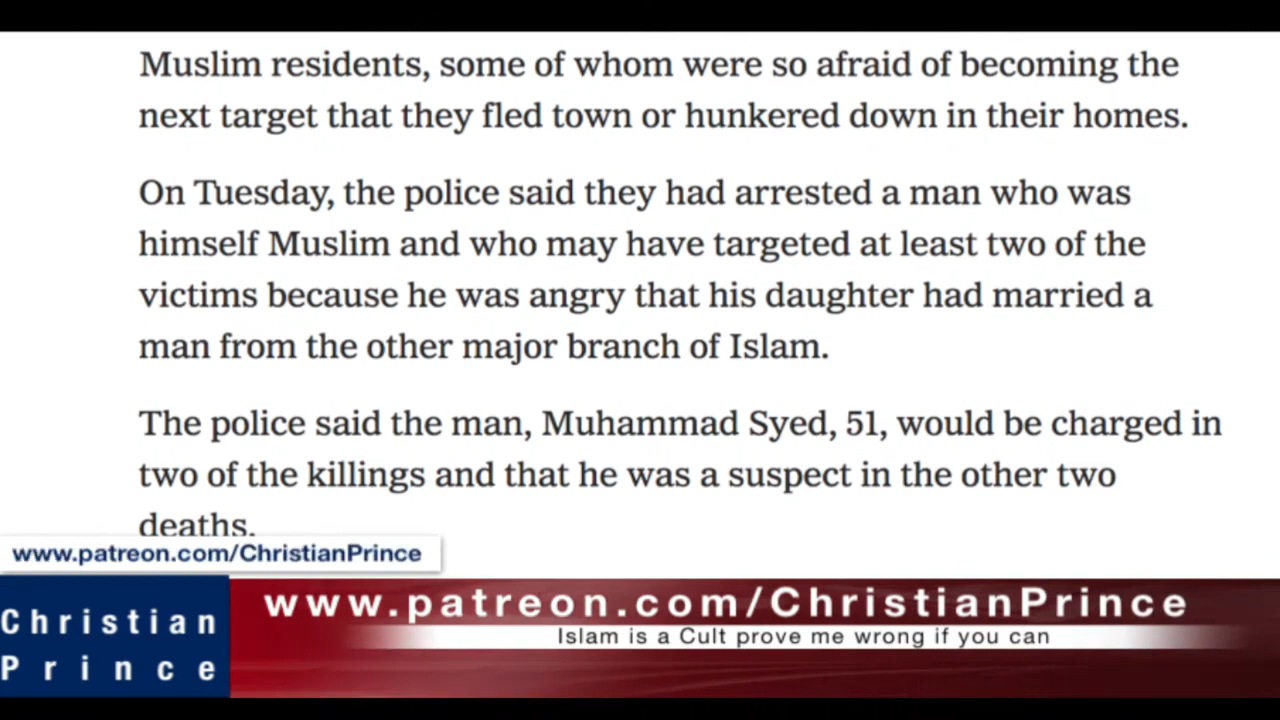 Muslim residents, some of whom were so afraid of becoming the
next target that they fled town or hunkered down in their homes.
On Tuesday, the police said they had arrested a man who was
himself Muslim and who may have targeted at least two of the
victims because he was angry that his daughter had married a
man from the other major branch of Islam.
The police said the man, Muhammad Syed, 51, would be charged in
two of the killings and that he was a suspect in the other two
deaths.
www.patreon.com/ChristianPrince
Christian
Prince
www.patreon.com/ChristianPrince
Islam is a Cult prove me wrong if you can